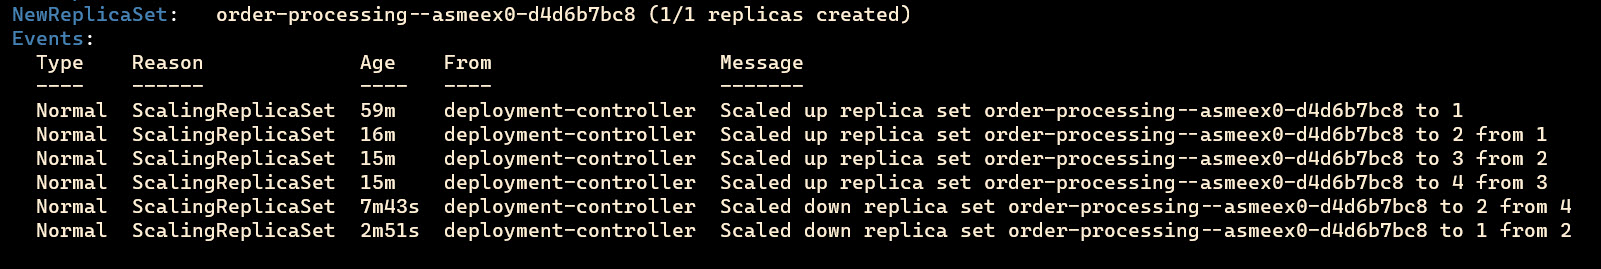 NewReplicaSet:   order-processing--asmeex0-d4d6b7bc8 (1/1 replicas created)
Events:
  Type    Reason             Age    From                   Message
  ----    ------             ----   ----                   -------
  Normal  ScalingReplicaSet  59m    deployment-controller  Scaled up replica set order-processing--asmeex0-d4d6b7bc8 to 1
  Normal  ScalingReplicaSet  16m    deployment-controller  Scaled up replica set order-processing--asmeex0-d4d6b7bc8 to 2 from 1
  Normal  ScalingReplicaSet  15m    deployment-controller  Scaled up replica set order-processing--asmeex0-d4d6b7bc8 to 3 from 2
  Normal  ScalingReplicaSet  15m    deployment-controller  Scaled up replica set order-processing--asmeex0-d4d6b7bc8 to 4 from 3
  Normal  ScalingReplicaSet  7m43s  deployment-controller  Scaled down replica set order-processing--asmeex0-d4d6b7bc8 to 2 from 4
  Normal  ScalingReplicaSet  2m51s  deployment-controller  Scaled down replica set order-processing--asmeex0-d4d6b7bc8 to 1 from 2